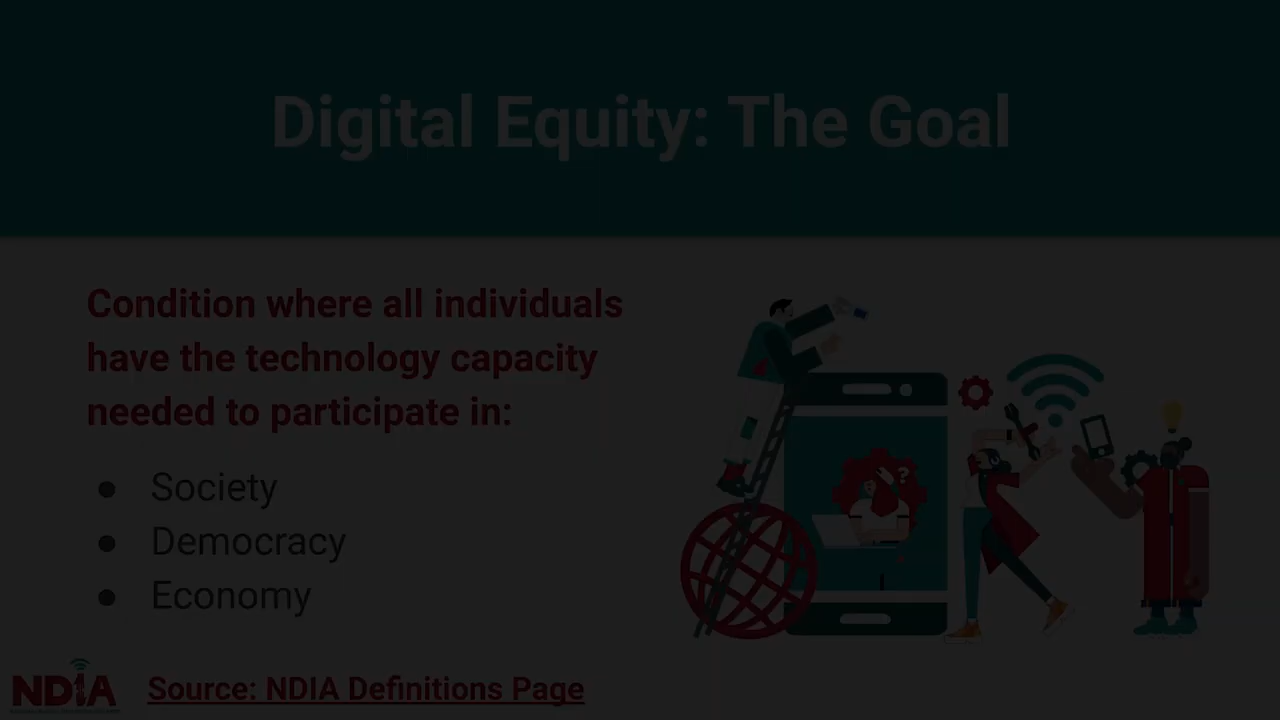 Digital Equity: The Goal
Condition where all individuals
have the technology capacity
needed to participate in:
● Society
● Democracy
● Economy
NDIA
Source: NDIA Definitions Page